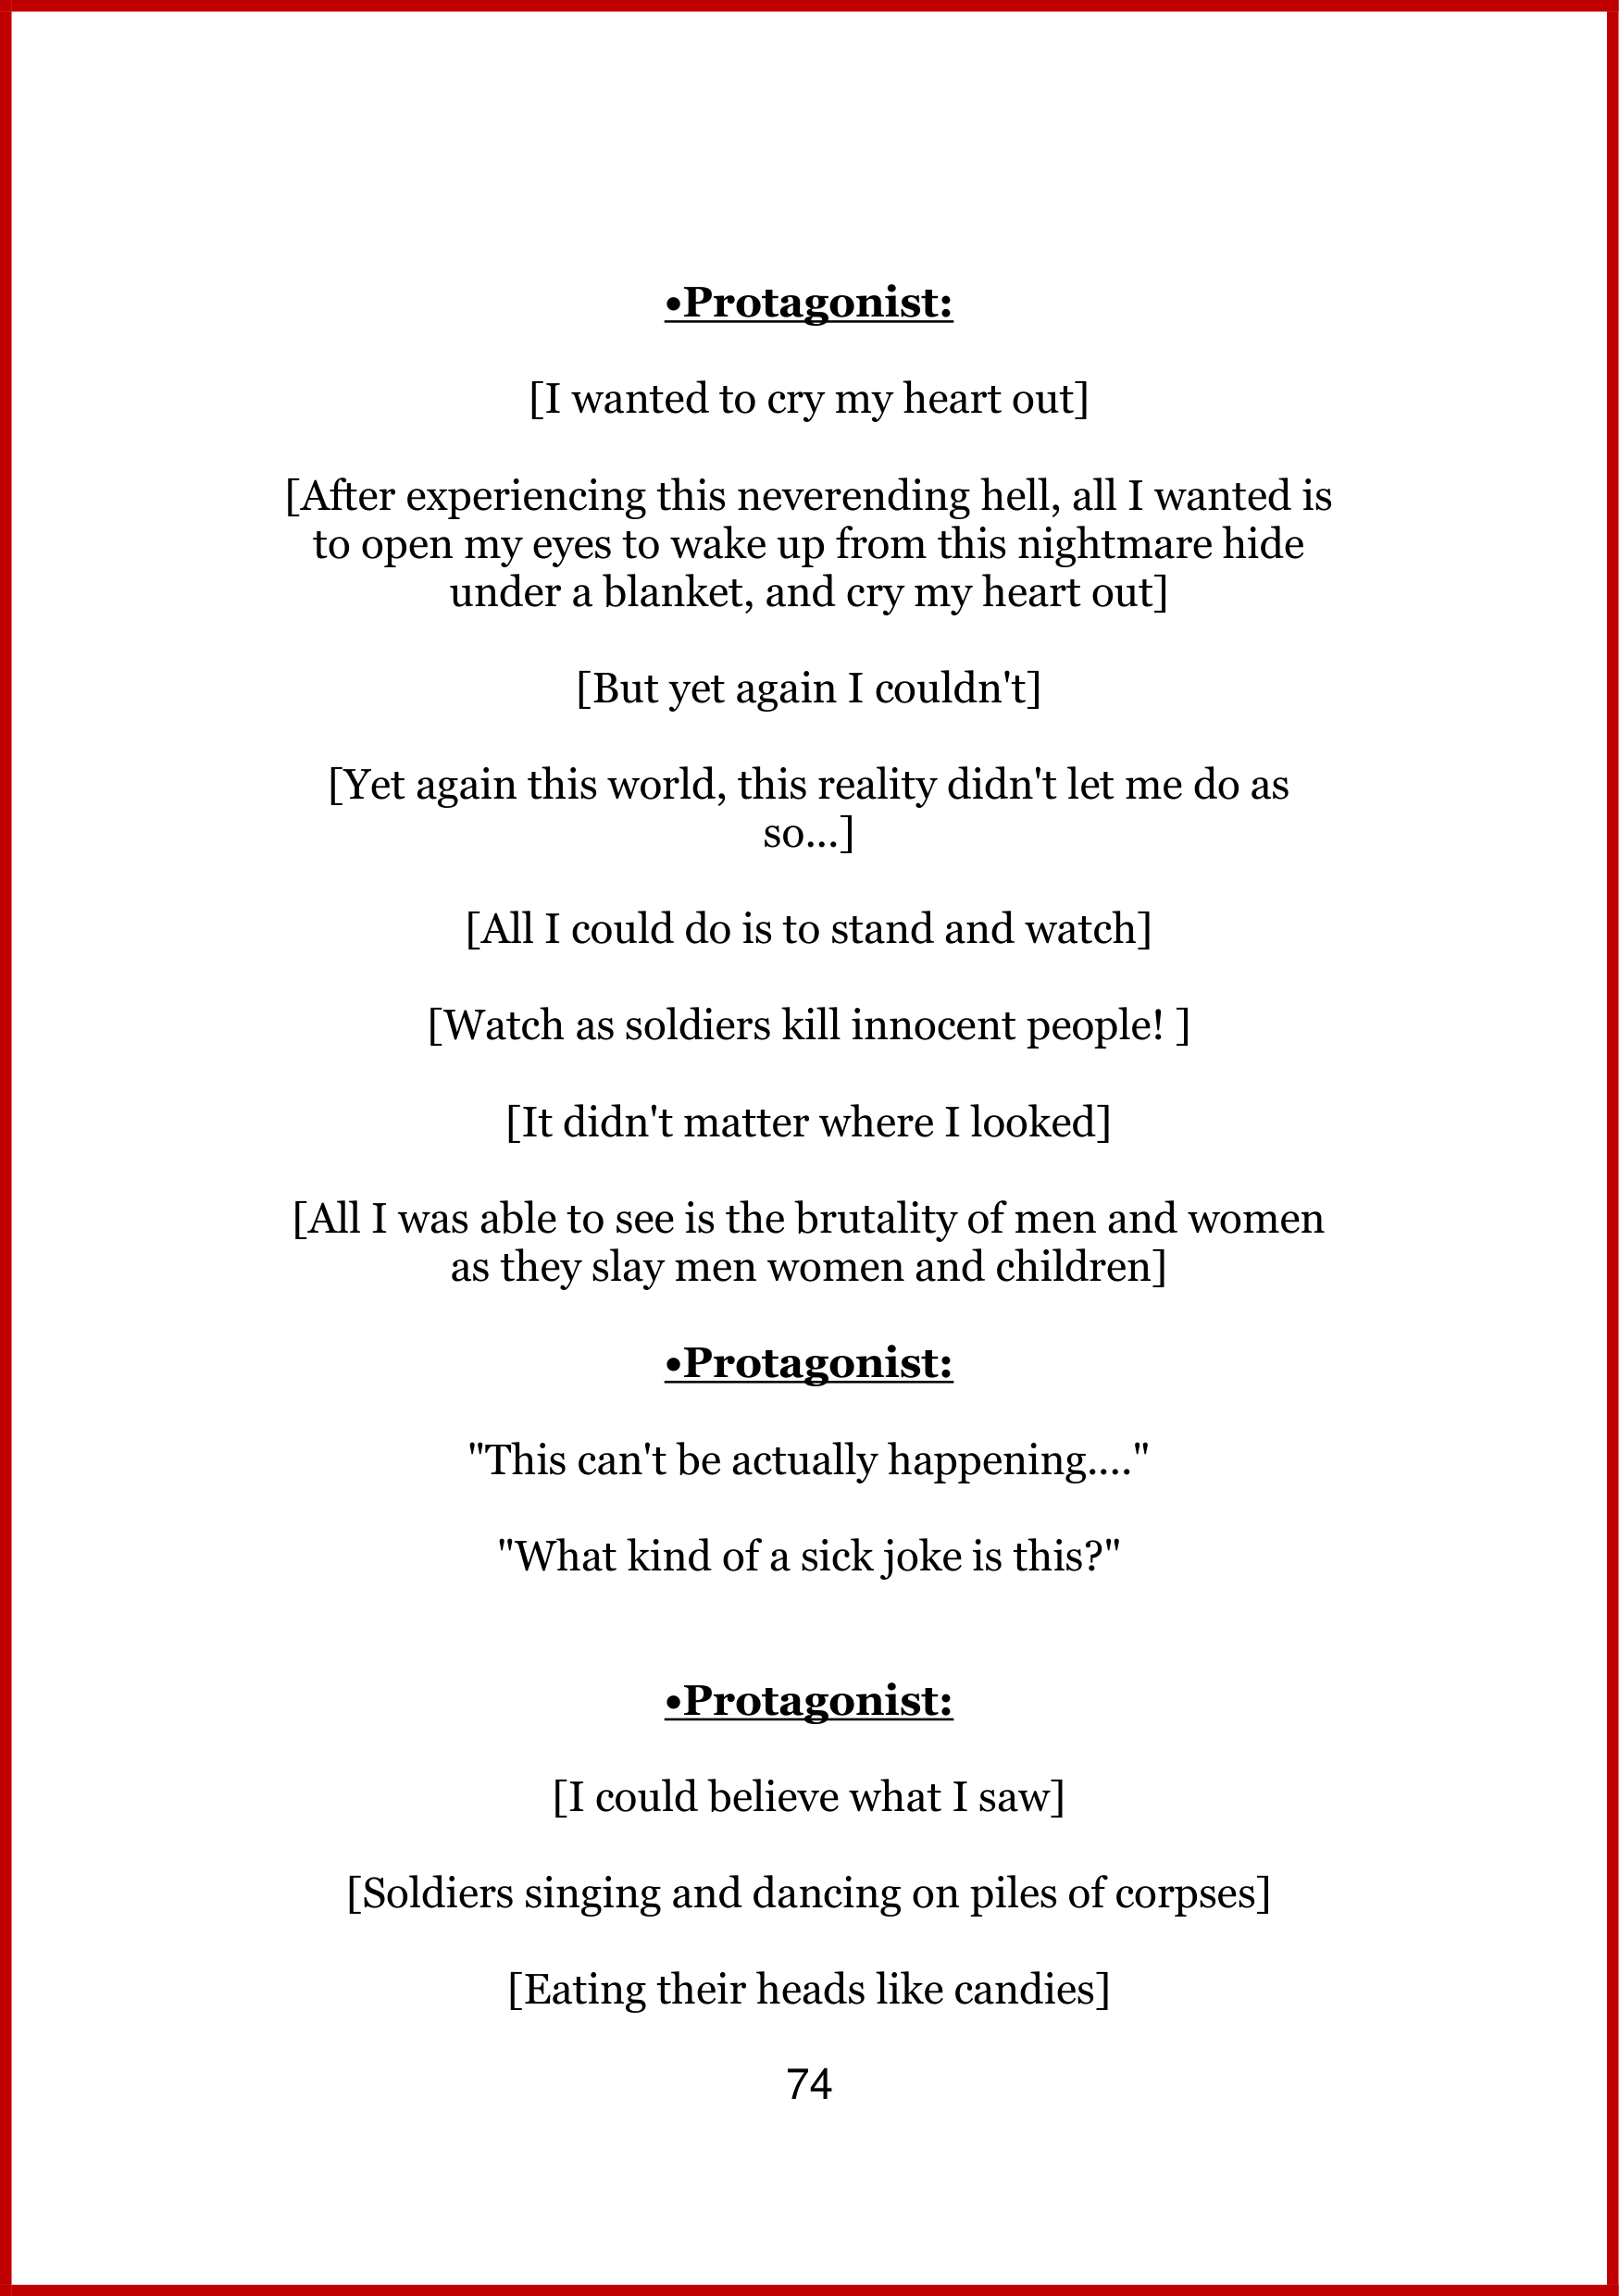 •Protagonist:
[I wanted to cry my heart out]
[After experiencing this neverending hell, all I wanted is
to open my eyes to wake up from this nightmare hide
under a blanket, and cry my heart out]
[But yet again I couldn't]
[Yet again this world, this reality didn't let me do as
so...]
[All I could do is to stand and watch]
[Watch as soldiers kill innocent people! ]
[It didn't matter where I looked]
[All I was able to see is the brutality of men and women
as they slay men women and children]
•Protagonist:
"This can't be actually happening...."
"What kind of a sick joke is this?"
•Protagonist:
[I could believe what I saw]
[Soldiers singing and dancing on piles of corpses]
[Eating their heads like candies]
74